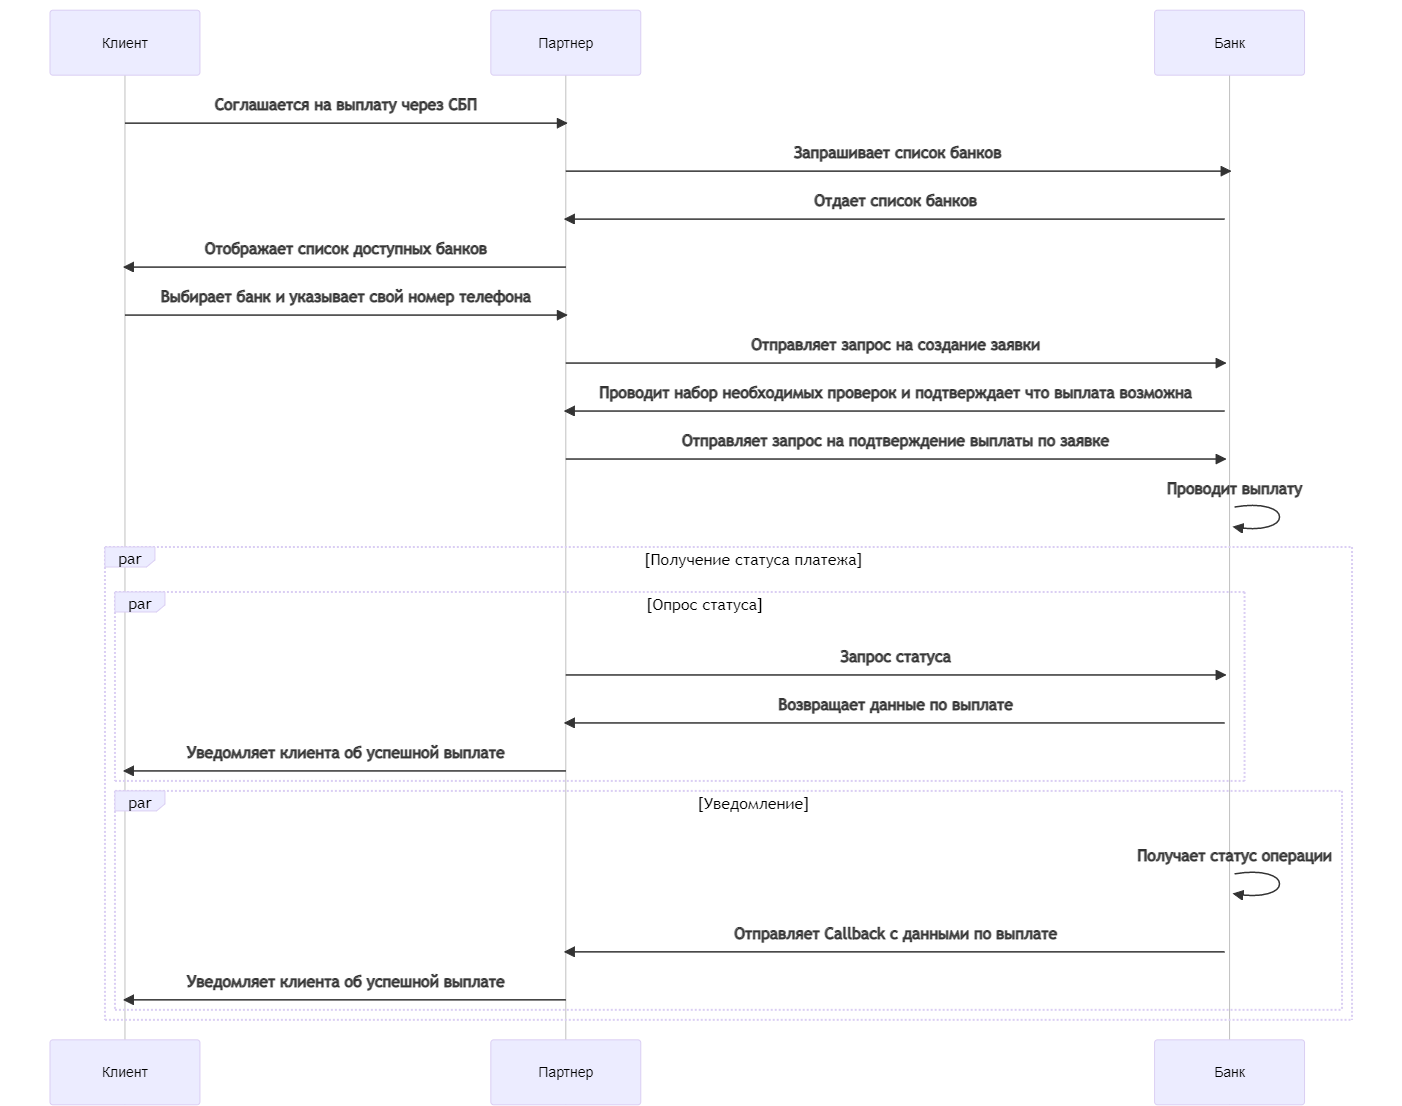 Клиент
Партнер
Банк
Соглашается на выплату через СБП
Запрашивает список банков
Отдает список банков
Отображает список доступных банков
Выбирает банк и указывает свой номер телефона
Отправляет запрос на создание заявки
Проводит набор необходимых проверок и подтверждает что выплата возможна
Отправляет запрос на подтверждение выплаты по заявке
Проводит выплату
par
[Получение статуса платежа]
par
[Опрос статуса]
Запрос статуса
Возвращает данные по выплате
Уведомляет клиента об успешной выплате
par
[Уведомление]
Получает статус операции
Отправляет Callback с данными по выплате
Уведомляет клиента об успешной выплате
Клиент
Партнер
Банк